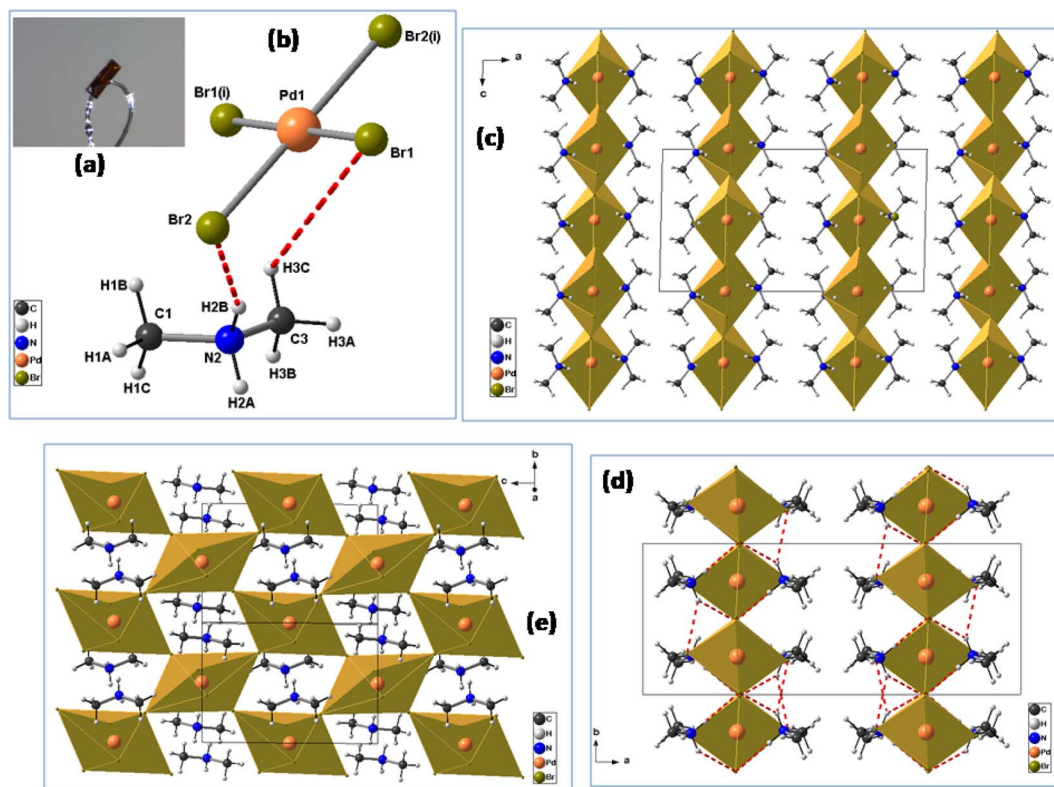 (a)
(b)
Br2(i)
Br1(i)
Pd1
Br1
Br2
H3C
H1B
H2B
C1
H1A
N2
C3
H3A
H1C
H3B
H2A
C
H
N
Pd
Br
(c)
a
c
C
H
N
Pd
Br
(e)
b
c
a
C
H
N
Pd
Br
(d)
b
a
C
H
N
Pd
Br